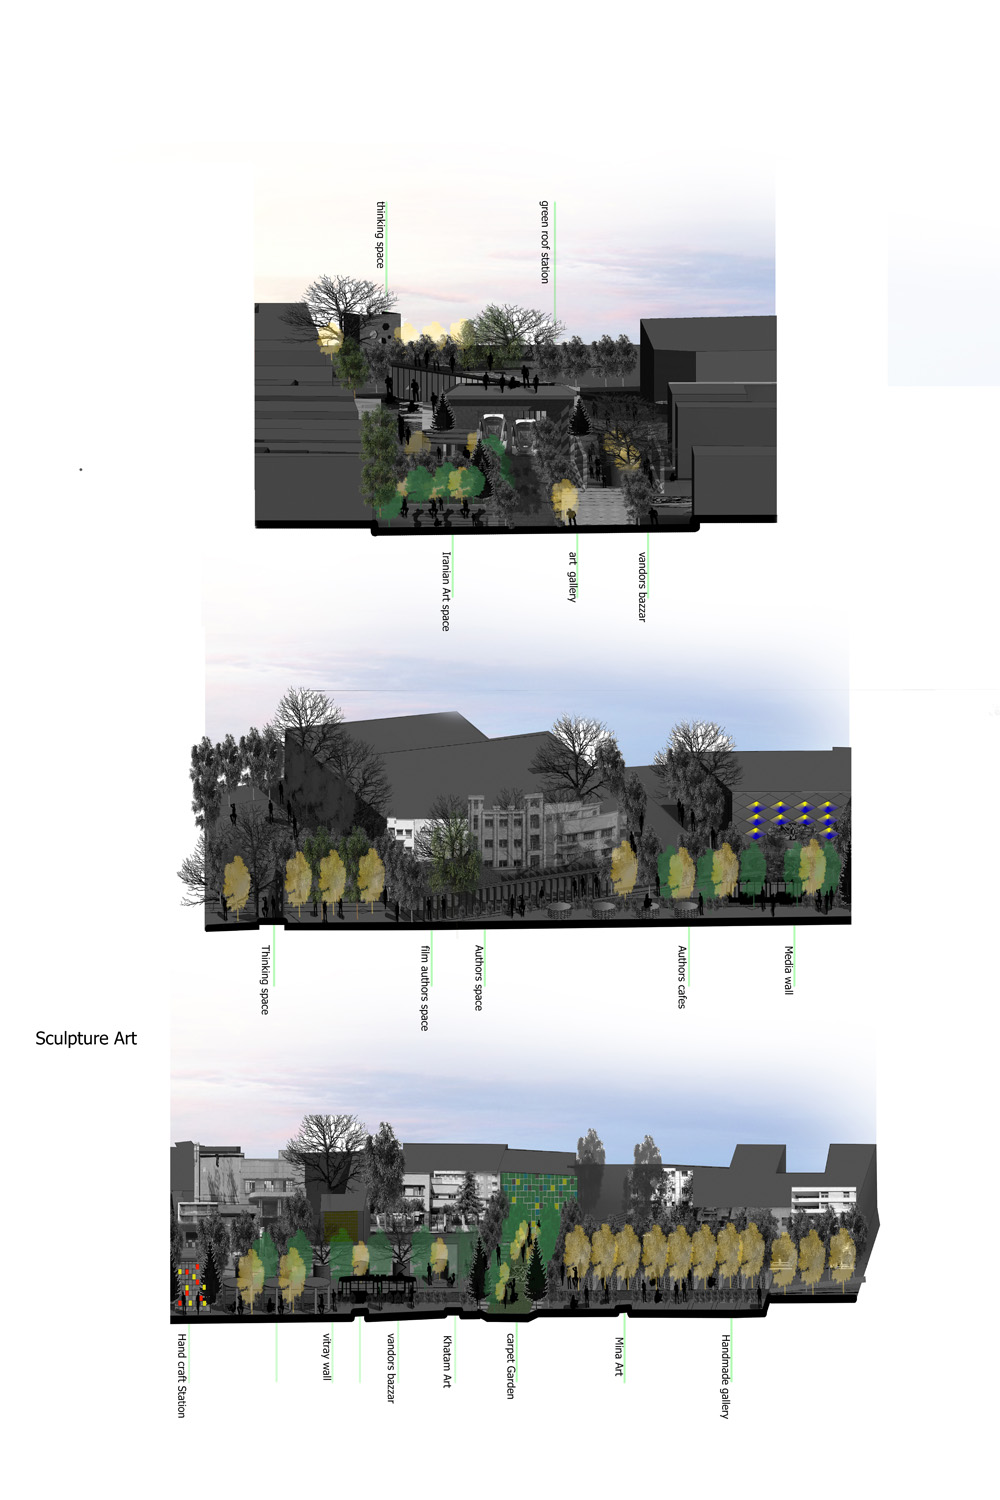 thinking space
green roof station
Iranian Art space
art gallery
vandors bazzar
Thinking space
film authors space
Authors space
Authors cafes
Media wall
Sculpture Art
Hand craft Station
vitray wall
vandors bazzar
Khatam Art
carpet Garden
Mina Art
Handmade gallery